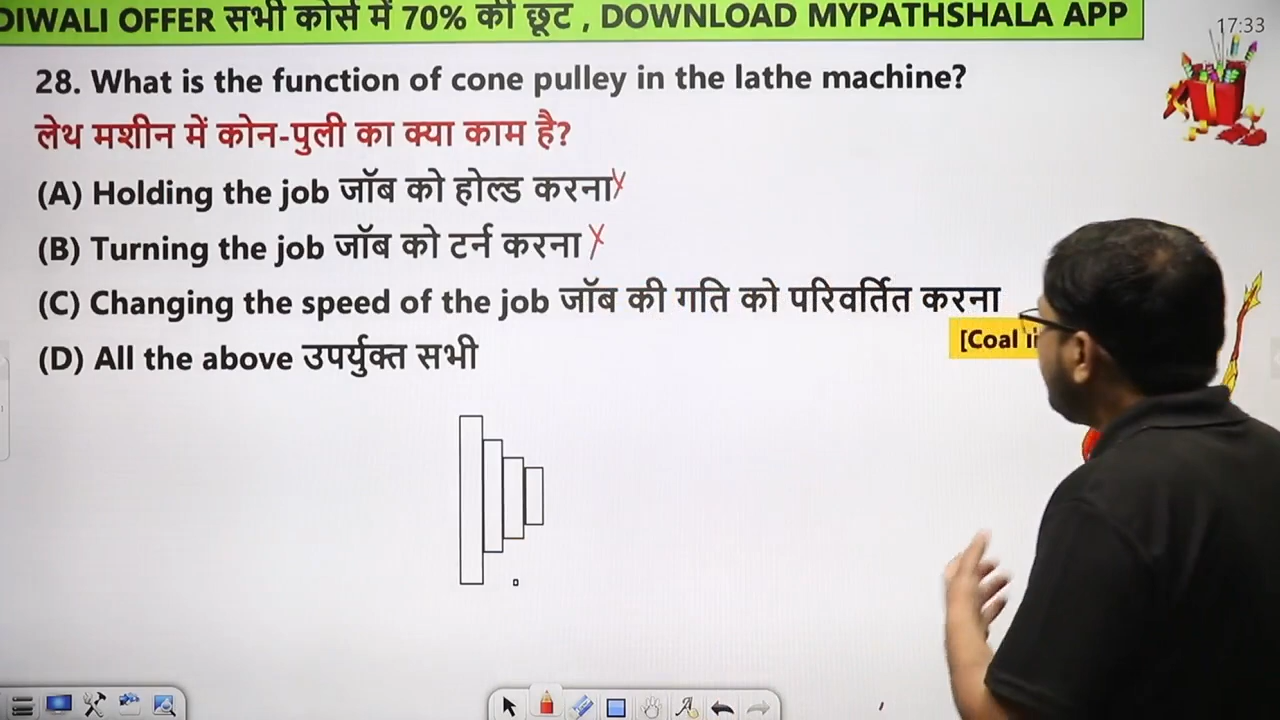 DIWALI OFFER सभी कोर्स में 70% की छूट , DOWNLOAD MYPATHSHALA APP
17:33
28. What is the function of cone pulley in the lathe machine?
लेथ मशीन में कोन-पुली का क्या काम है?
(A) Holding the job जॉब को होल्ड करना
(B) Turning the job जॉब को टर्न करना
(C) Changing the speed of the job जॉब की गति को परिवर्तित करना
[Coal
(D) All the above उपर्युक्त सभी